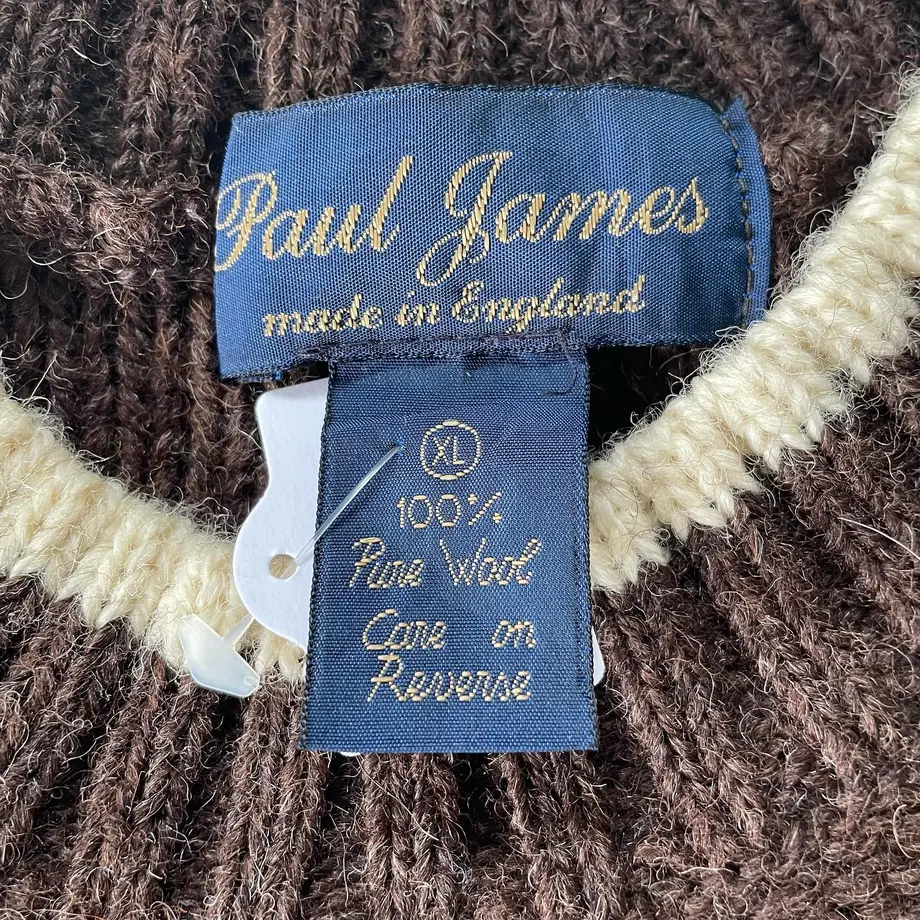 Paul James
made in England
XL
100%
Pure Wool
Care on
Reverse